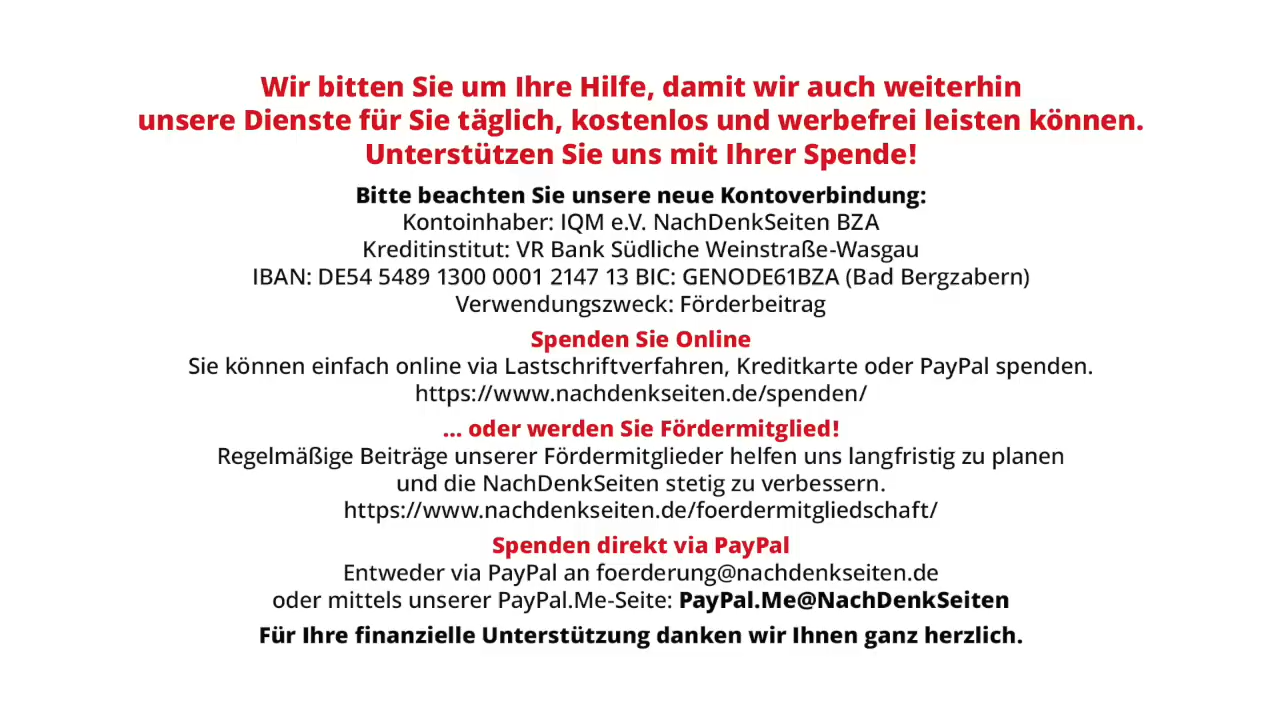 Wir bitten Sie um Ihre Hilfe, damit wir auch weiterhin
unsere Dienste für Sie täglich, kostenlos und werbefrei leisten können.
Unterstützen Sie uns mit Ihrer Spende!
Bitte beachten Sie unsere neue Kontoverbindung:
Kontoinhaber: IQM e.V. NachDenkSeiten BZA
Kreditinstitut: VR Bank Südliche Weinstraße-Wasgau
IBAN: DE54 5489 1300 0001 2147 13 BIC: GENODE61BZA (Bad Bergzabern)
Verwendungszweck: Förderbeitrag
Spenden Sie Online
Sie können einfach online via Lastschriftverfahren, Kreditkarte oder PayPal spenden.
https://www.nachdenkseiten.de/spenden/
... oder werden Sie Fördermitglied!
Regelmäßige Beiträge unserer Fördermitglieder helfen uns langfristig zu planen
und die NachDenkSeiten stetig zu verbessern.
https://www.nachdenkseiten.de/foerdermitgliedschaft/
Spenden direkt via PayPal
Entweder via PayPal an foerderung@nachdenkseiten.de
oder mittels unserer PayPal.Me-Seite: PayPal.Me@NachDenkSeiten
Für Ihre finanzielle Unterstützung danken wir Ihnen ganz herzlich.